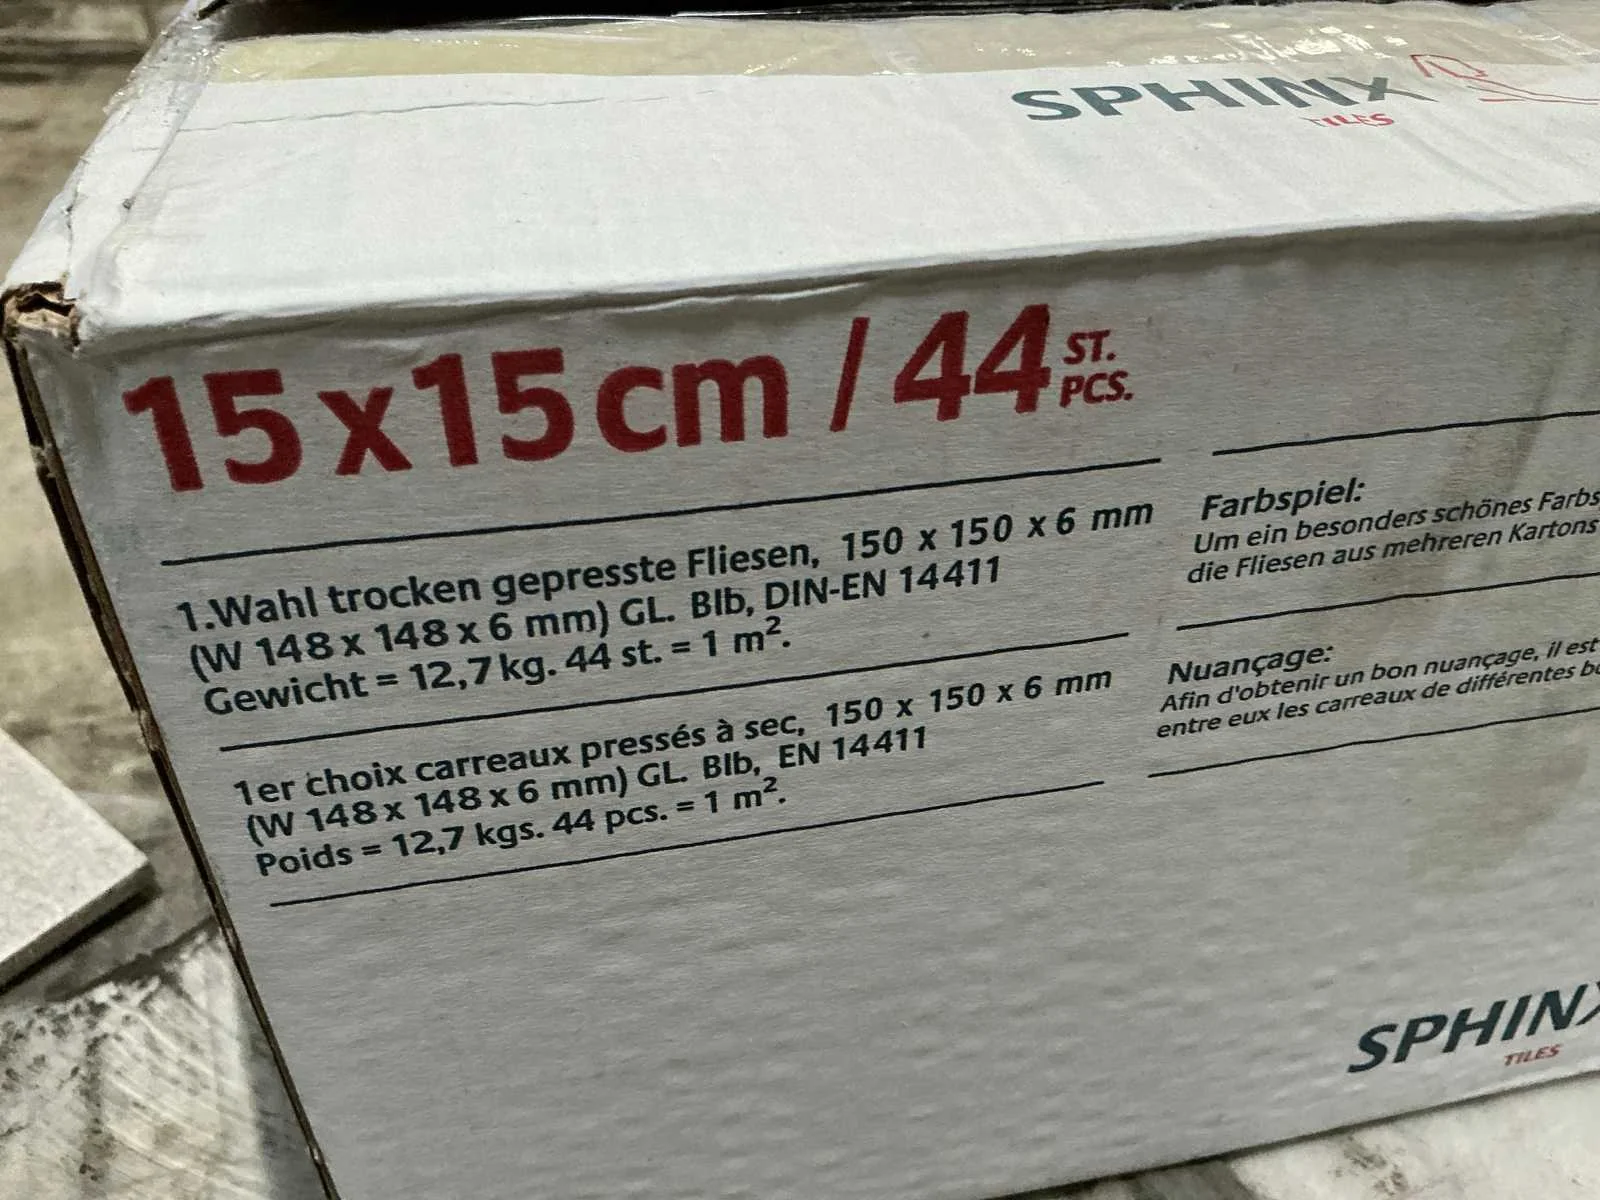 SPHINX
TILES
15x15cm / 44 ST. PCS.
1.Wahl trocken gepresste Fliesen, 150 x 150 x 6 mm
(W 148 x 148 x 6 mm) GL. BIb, DIN-EN 14411
Gewicht = 12,7 kg. 44 st. = 1 m².
1er choix carreaux pressés à sec, 150 x 150 x 6 mm
(W 148 x 148 x 6 mm) GL. BIb, EN 14411
Poids = 12,7 kgs. 44 pcs. = 1 m².
Farbspiel:
Um ein besonders schönes Farbs
die Fliesen aus mehreren Kartons
Nuançage:
Afin d'obtenir un bon nuançage, il est
entre eux les carreaux de différentes
SPHINX
TILES